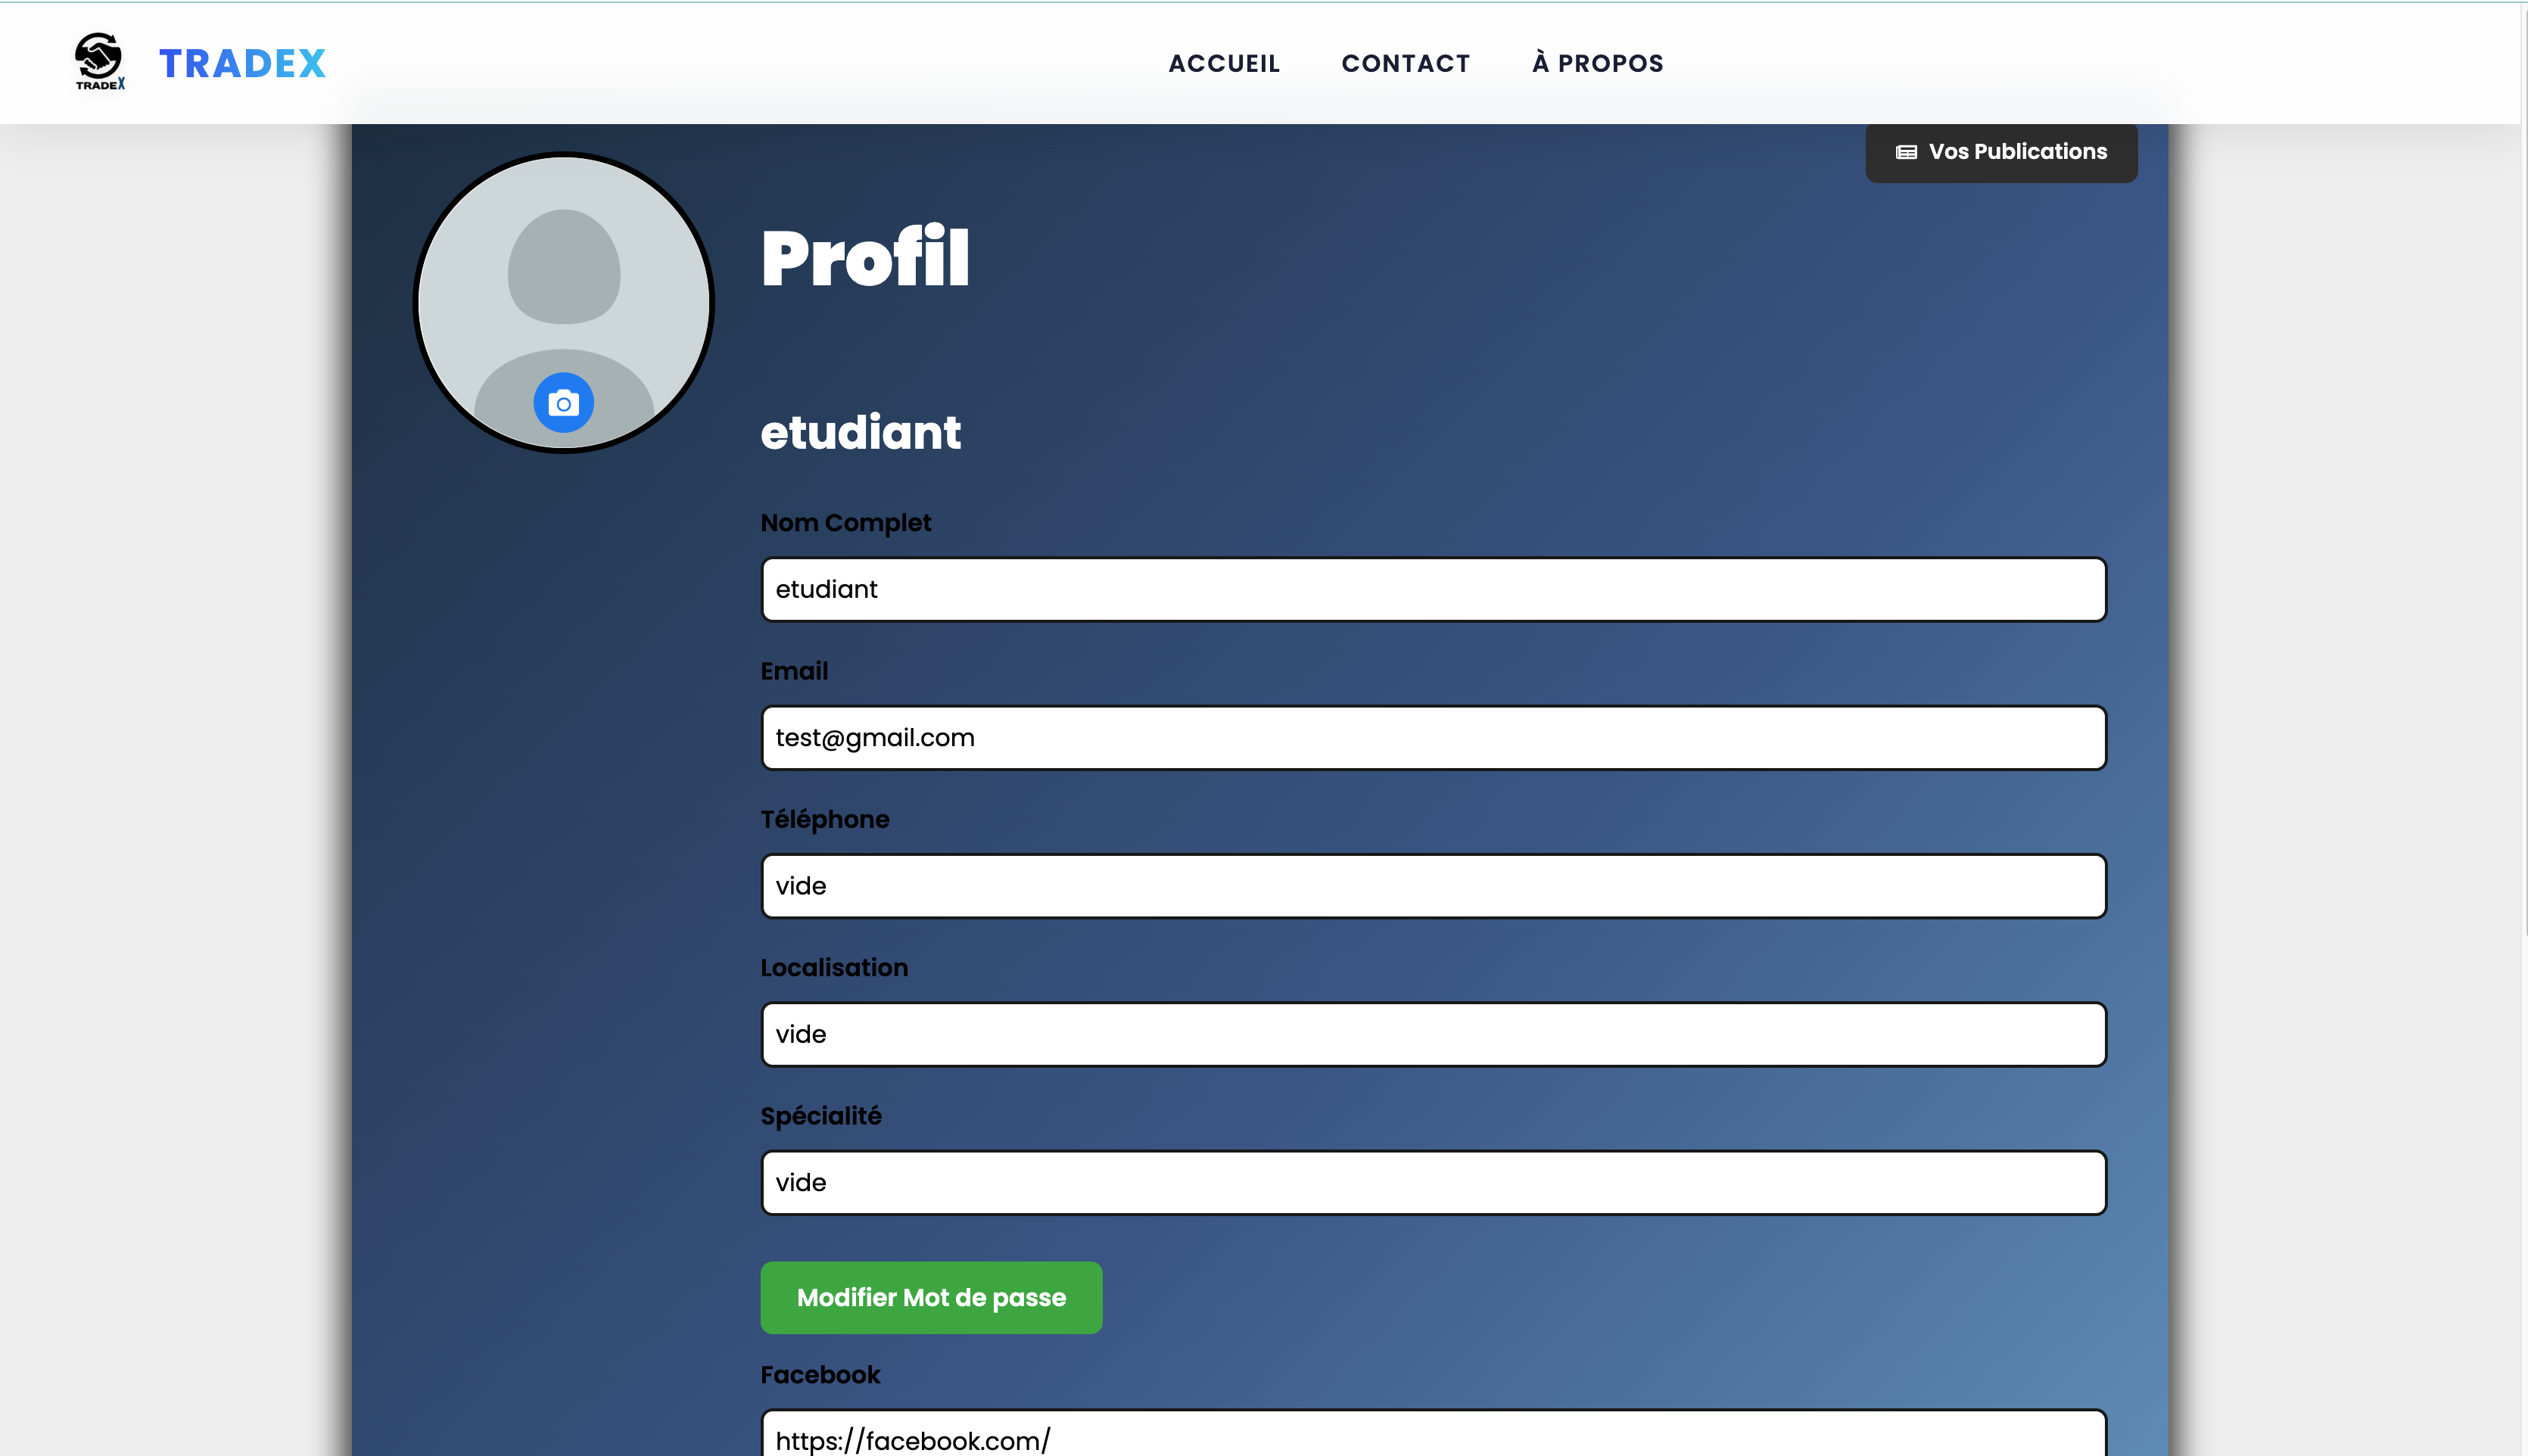 TRADEX
TRADEX
ACCUEIL
CONTACT
À PROPOS
Vos Publications
Profil
etudiant
Nom Complet
etudiant
Email
test@gmail.com
Téléphone
vide
Localisation
vide
Spécialité
vide
Modifier Mot de passe
Facebook
https://facebook.com/